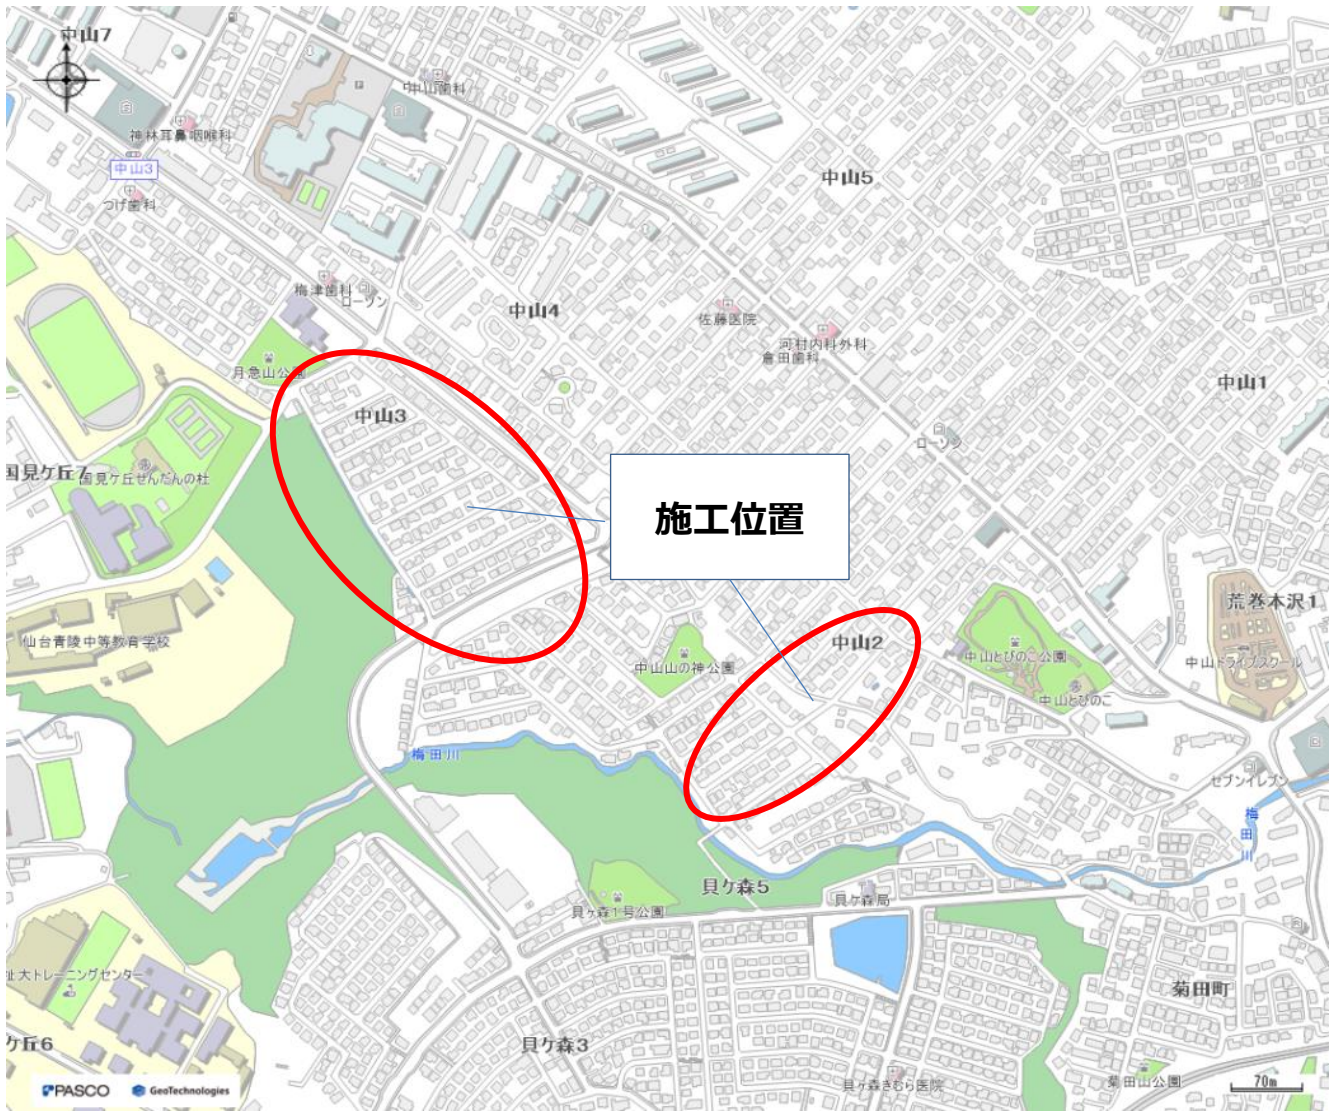 中山7
中山歯科
神林耳鼻咽喉科
中山3
つげ歯科
中山5
梅津歯科
ローソン
中山4
佐藤医院
河村内科外科
倉田歯科
月急山公園
中山1
中山3
ローソン
国見ケ丘7
国見ケ丘せんだんの杜
施工位置
荒巻本沢1
仙台青陵中等教育学校
中山山の神公園
中山2
中山とびのこ公園
中山ドライブスクール
中山とびのこ
梅田川
セブンイレブン
梅田川
貝ケ森5
貝ケ森1号公園
貝ケ森局
祉大トレーニングセンター
菊田町
ケ丘6
貝ケ森3
貝ケ森きむら医院
菊田山公園
70m
PASCO
GeoTechnologies